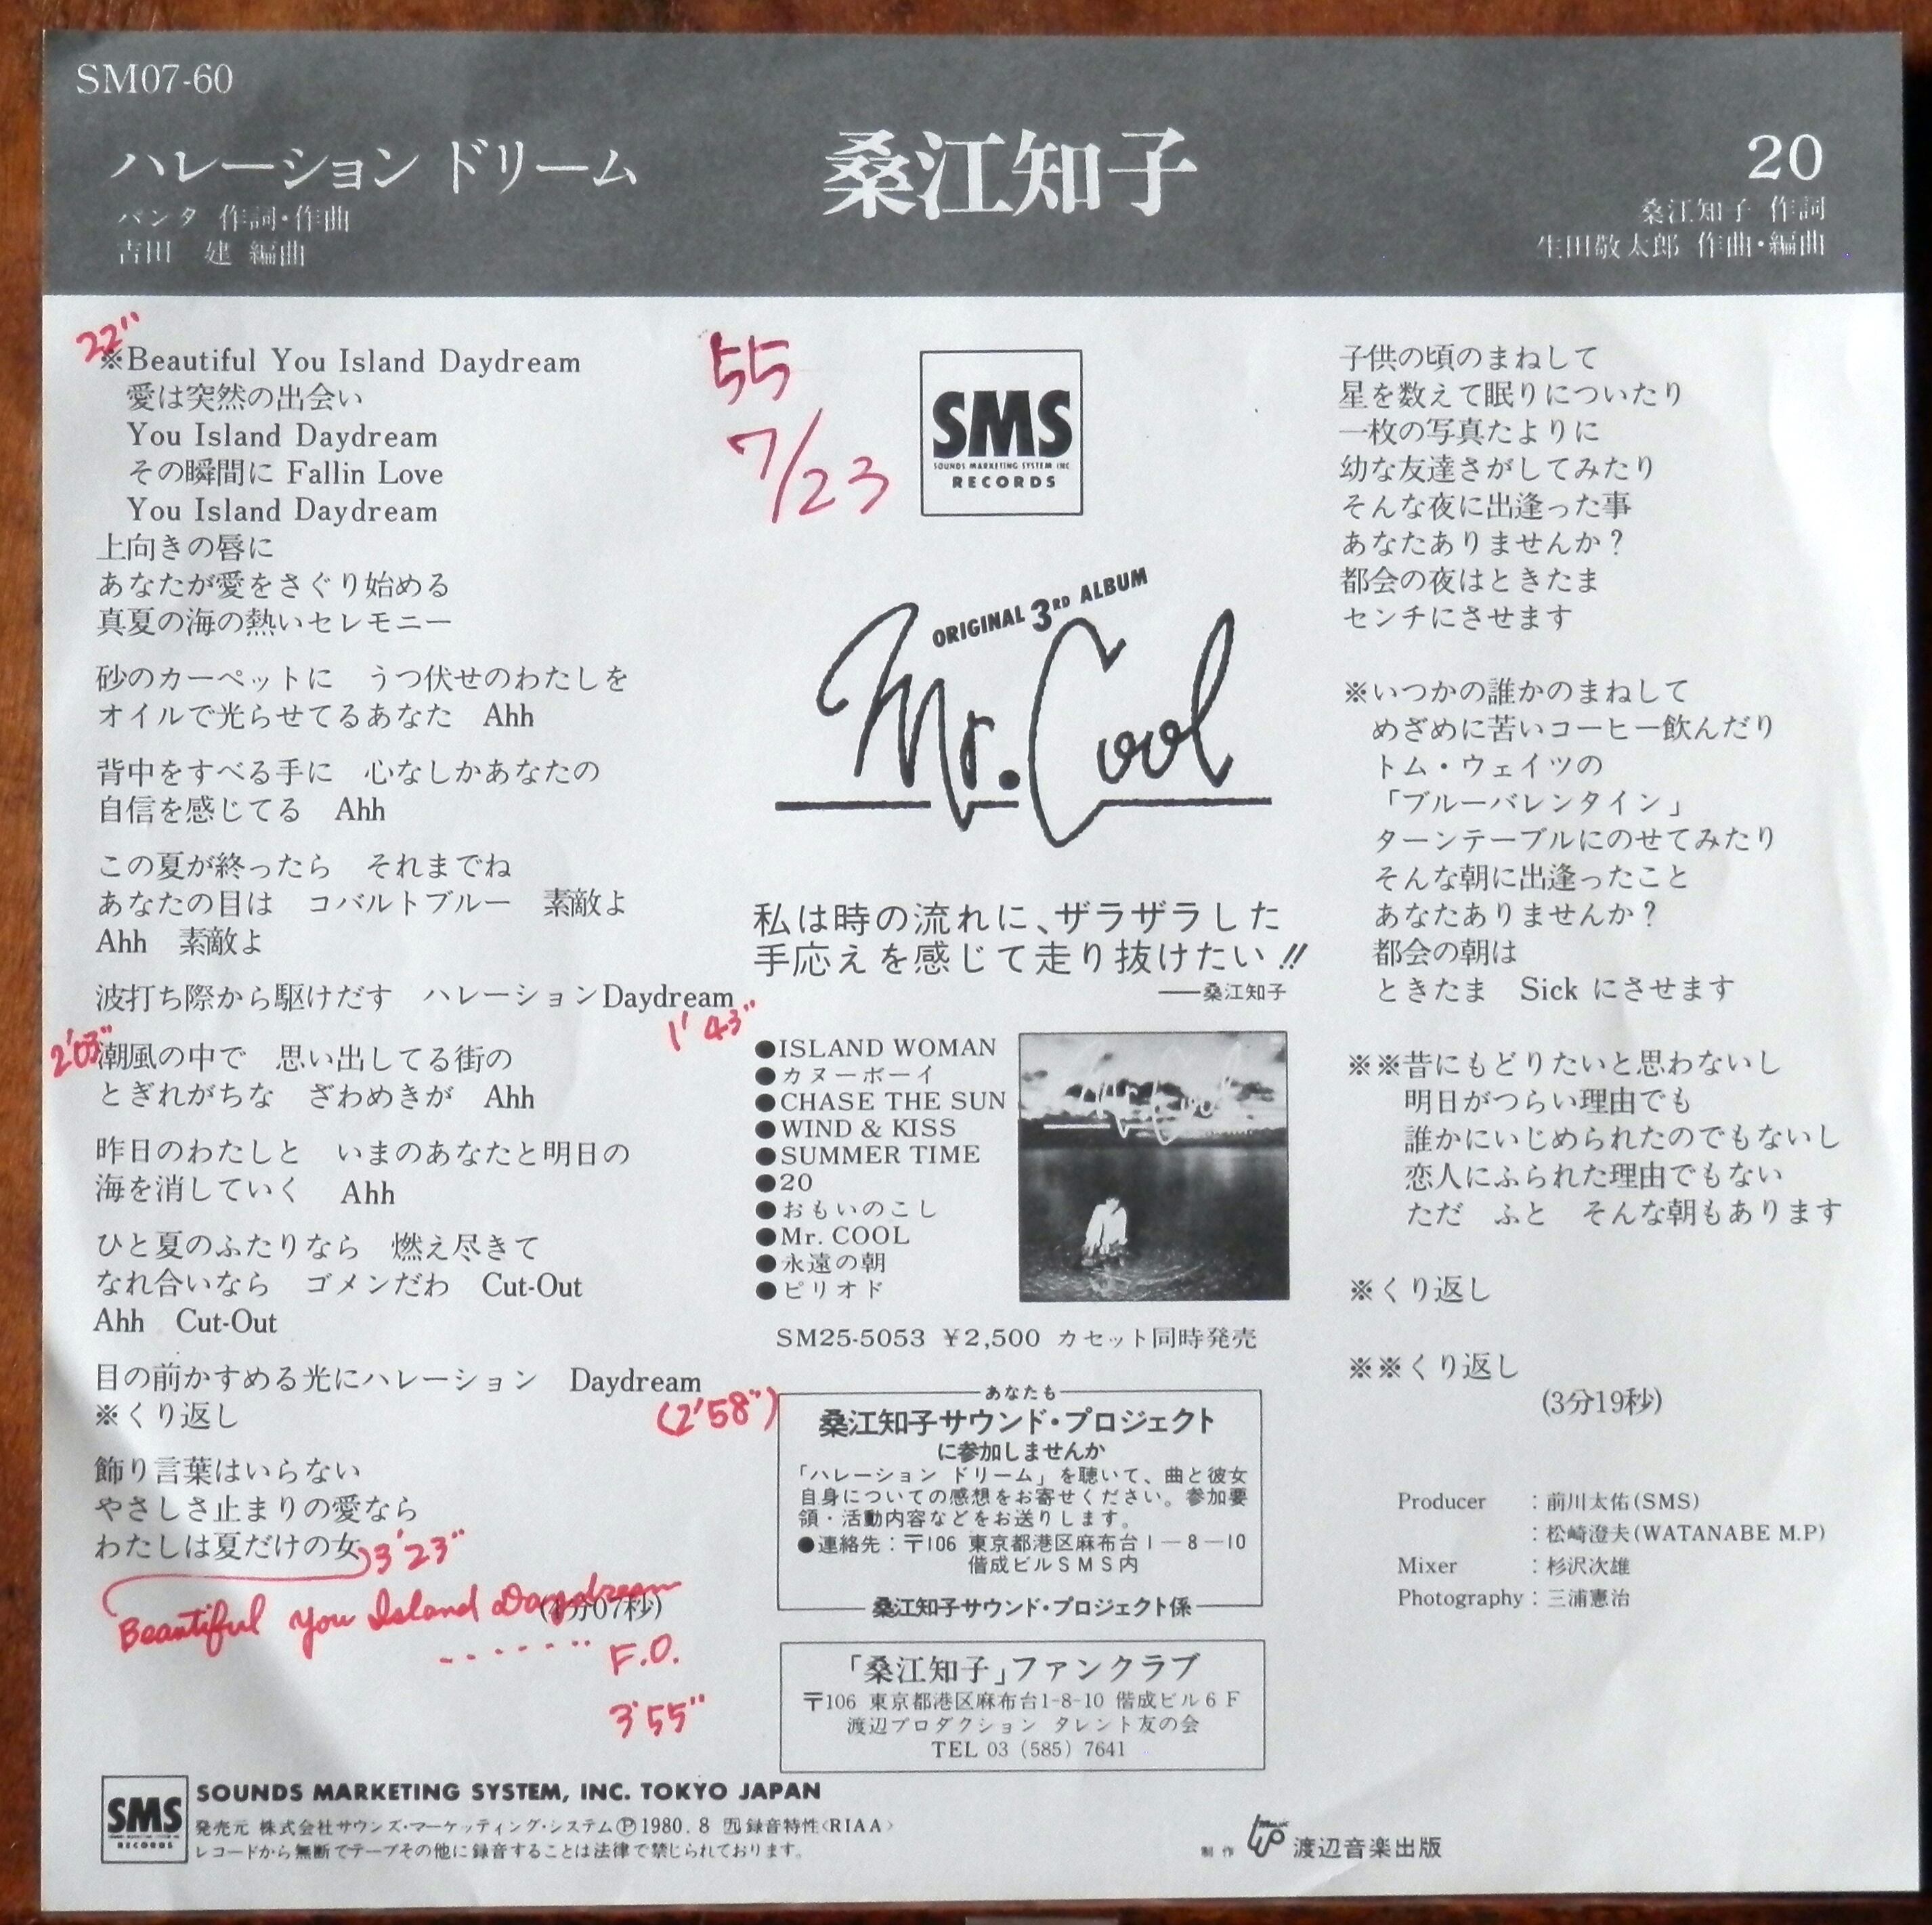 SM07-60
ハレーション ドリーム
パンタ 作詞・作曲
吉田　建 編曲
桑江知子
20
桑江知子 作詞
生田敬太郎 作曲・編曲
22"
※Beautiful You Island Daydream
愛は突然の出会い
You Island Daydream
その瞬間に Fallin Love
You Island Daydream
上向きの唇に
あなたが愛をさぐり始める
真夏の海の熱いセレモニー
砂のカーペットに　うつ伏せのわたしを
オイルで光らせてるあなた　Ahh
背中をすべる手に　心なしかあなたの
自信を感じてる　Ahh
この夏が終ったら　それまでね
あなたの目は　コバルトブルー　素敵よ
Ahh　素敵よ
波打ち際から駆けだす　ハレーションDaydream
1'43"
2'03"
潮風の中で　思い出してる街の
とぎれがちな　ざわめきが　Ahh
昨日のわたしと　いまのあなたと明日の
海を消していく　Ahh
ひと夏のふたりなら　燃え尽きて
なれ合いなら　ゴメンだわ　Cut-Out
Ahh　Cut-Out
目の前かすめる光にハレーション　Daydream
※くり返し
(2'58")
飾り言葉はいらない
やさしさ止まりの愛なら
わたしは夏だけの女
3'23"
(4分07秒)
Beautiful You Island Daydream
・・・・・・・ F.O.
3'55"
55
7/23
SMS
SOUNDS MARKETING SYSTEM INC
RECORDS
ORIGINAL 3RD ALBUM
Mr. Cool
私は時の流れに、ザラザラした
手応えを感じて走り抜けたい!!
——桑江知子
●ISLAND WOMAN
●カヌーボーイ
●CHASE THE SUN
●WIND & KISS
●SUMMER TIME
●20
●おもいのこし
●Mr. COOL
●永遠の朝
●ピリオド
Mr. Cool
SM25-5053 ¥2,500 カセット同時発売
あなたも
桑江知子サウンド・プロジェクト
に参加しませんか
「ハレーション ドリーム」を聴いて、曲と彼女
自身についての感想をお寄せください。参加要
領・活動内容などをお送りします。
●連絡先：〒106 東京都港区麻布台1—8—10
偕成ビルSMS内
桑江知子サウンド・プロジェクト係
「桑江知子」ファンクラブ
〒106 東京都港区麻布台1-8-10 偕成ビル6F
渡辺プロダクション タレント友の会
TEL 03 (585) 7641
子供の頃のまねして
星を数えて眠りについたり
一枚の写真たよりに
幼な友達さがしてみたり
そんな夜に出逢った事
あなたありませんか？
都会の夜はときたま
センチにさせます
※いつかの誰かのまねして
めざめに苦いコーヒー飲んだり
トム・ウェイツの
「ブルーバレンタイン」
ターンテーブルにのせてみたり
そんな朝に出逢ったこと
あなたありませんか？
都会の朝は
ときたま　Sick にさせます
※※昔にもどりたいと思わないし
明日がつらい理由でも
誰かにいじめられたのでもないし
恋人にふられた理由でもない
ただ　ふと　そんな朝もあります
※くり返し
※※くり返し
(3分19秒)
Producer ：前川太佑(SMS)
：松崎澄夫(WATANABE M.P)
Mixer ：杉沢次雄
Photography：三浦憲治
SMS
RECORDS
SOUNDS MARKETING SYSTEM, INC. TOKYO JAPAN
発売元 株式会社サウンズ・マーケッティング・システムⓅ1980.8 録音特性〈RIAA〉
レコードから無断でテープその他に録音することは法律で禁じられております。
制作 渡辺音楽出版